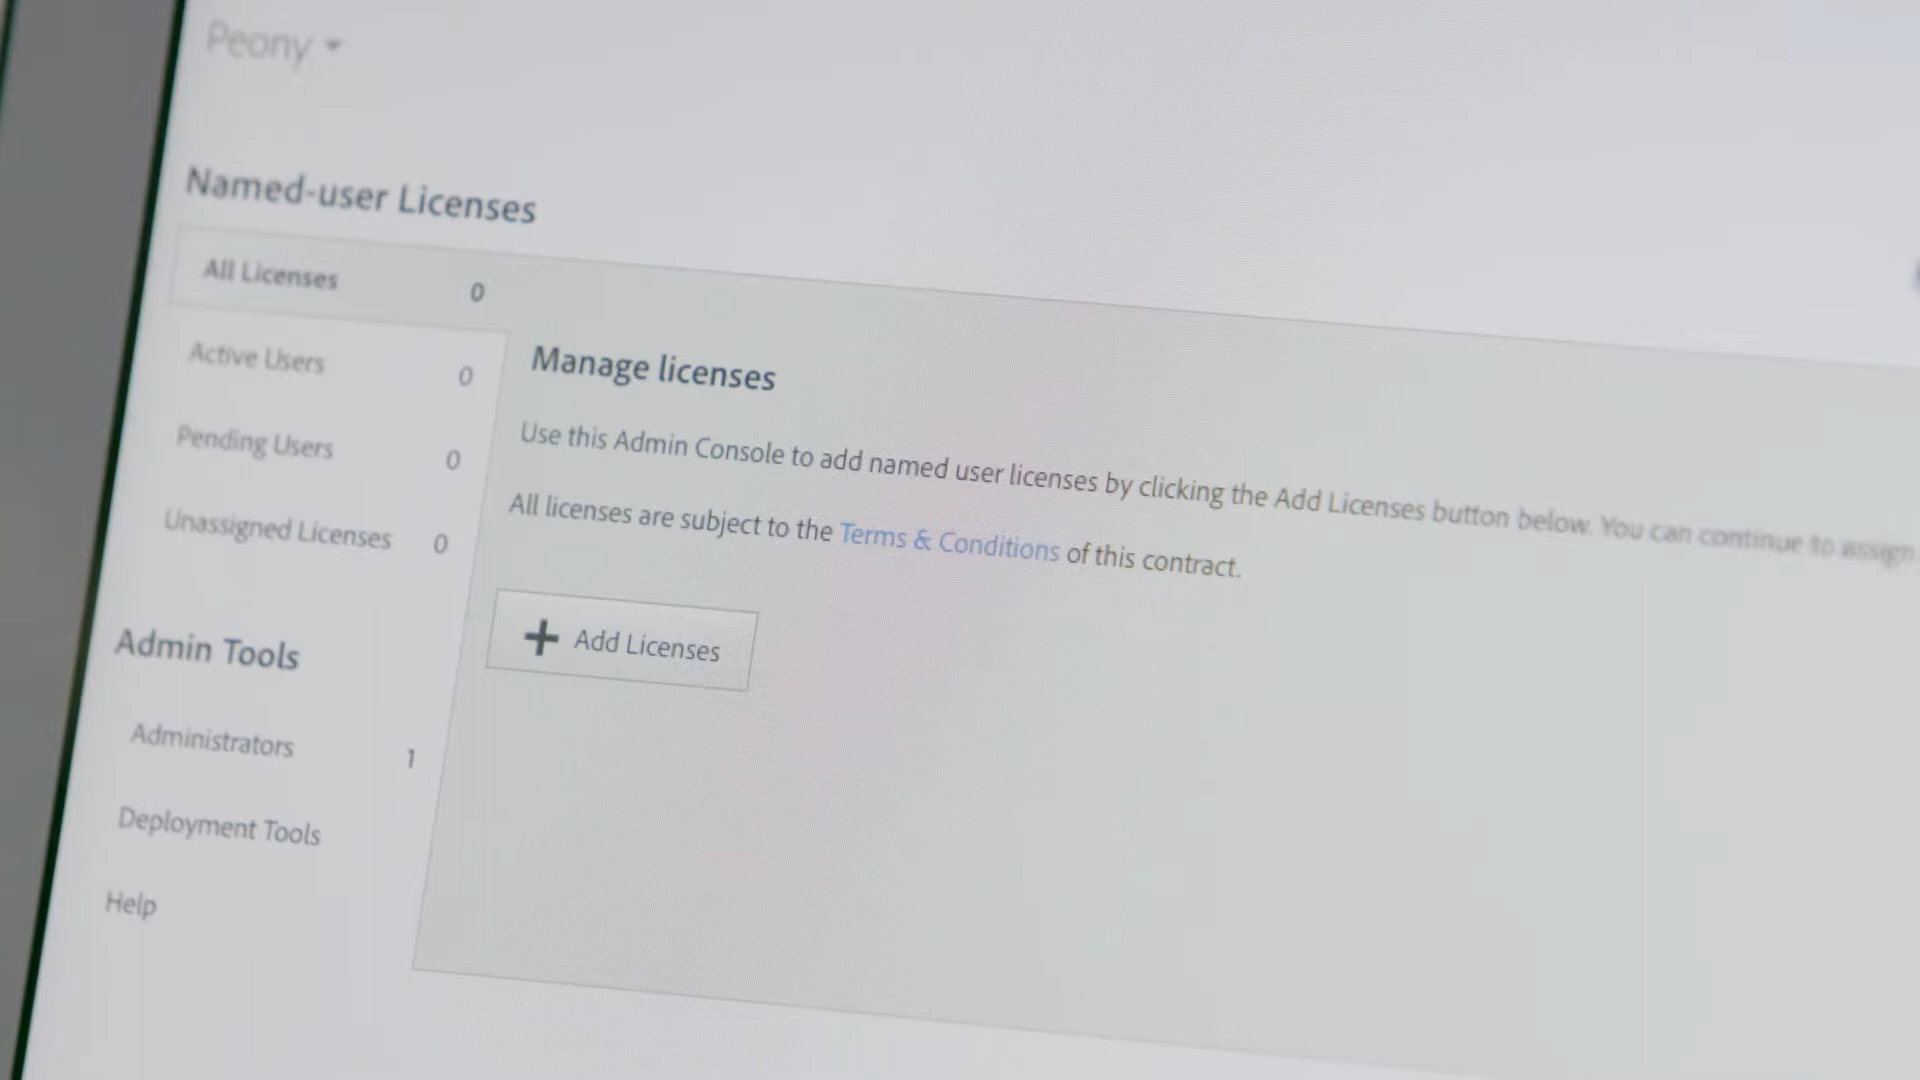 Peony
Named-user Licenses
All Licenses 0
Active Users 0
Pending Users 0
Unassigned Licenses 0
Admin Tools
Administrators 1
Deployment Tools
Help
Manage licenses
Use this Admin Console to add named user licenses by clicking the Add Licenses button below. You can continue to assign
All licenses are subject to the Terms & Conditions of this contract.
Add Licenses